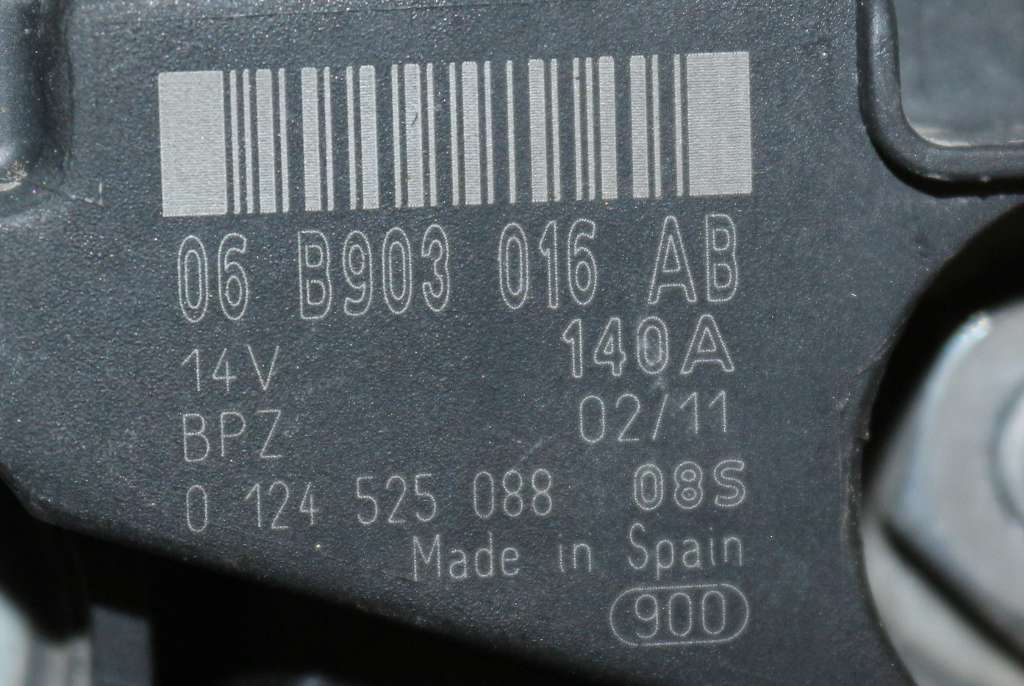 06 B903 016 AB
14V 140A
BPZ 02/11
0 124 525 088 08S
Made in Spain
900